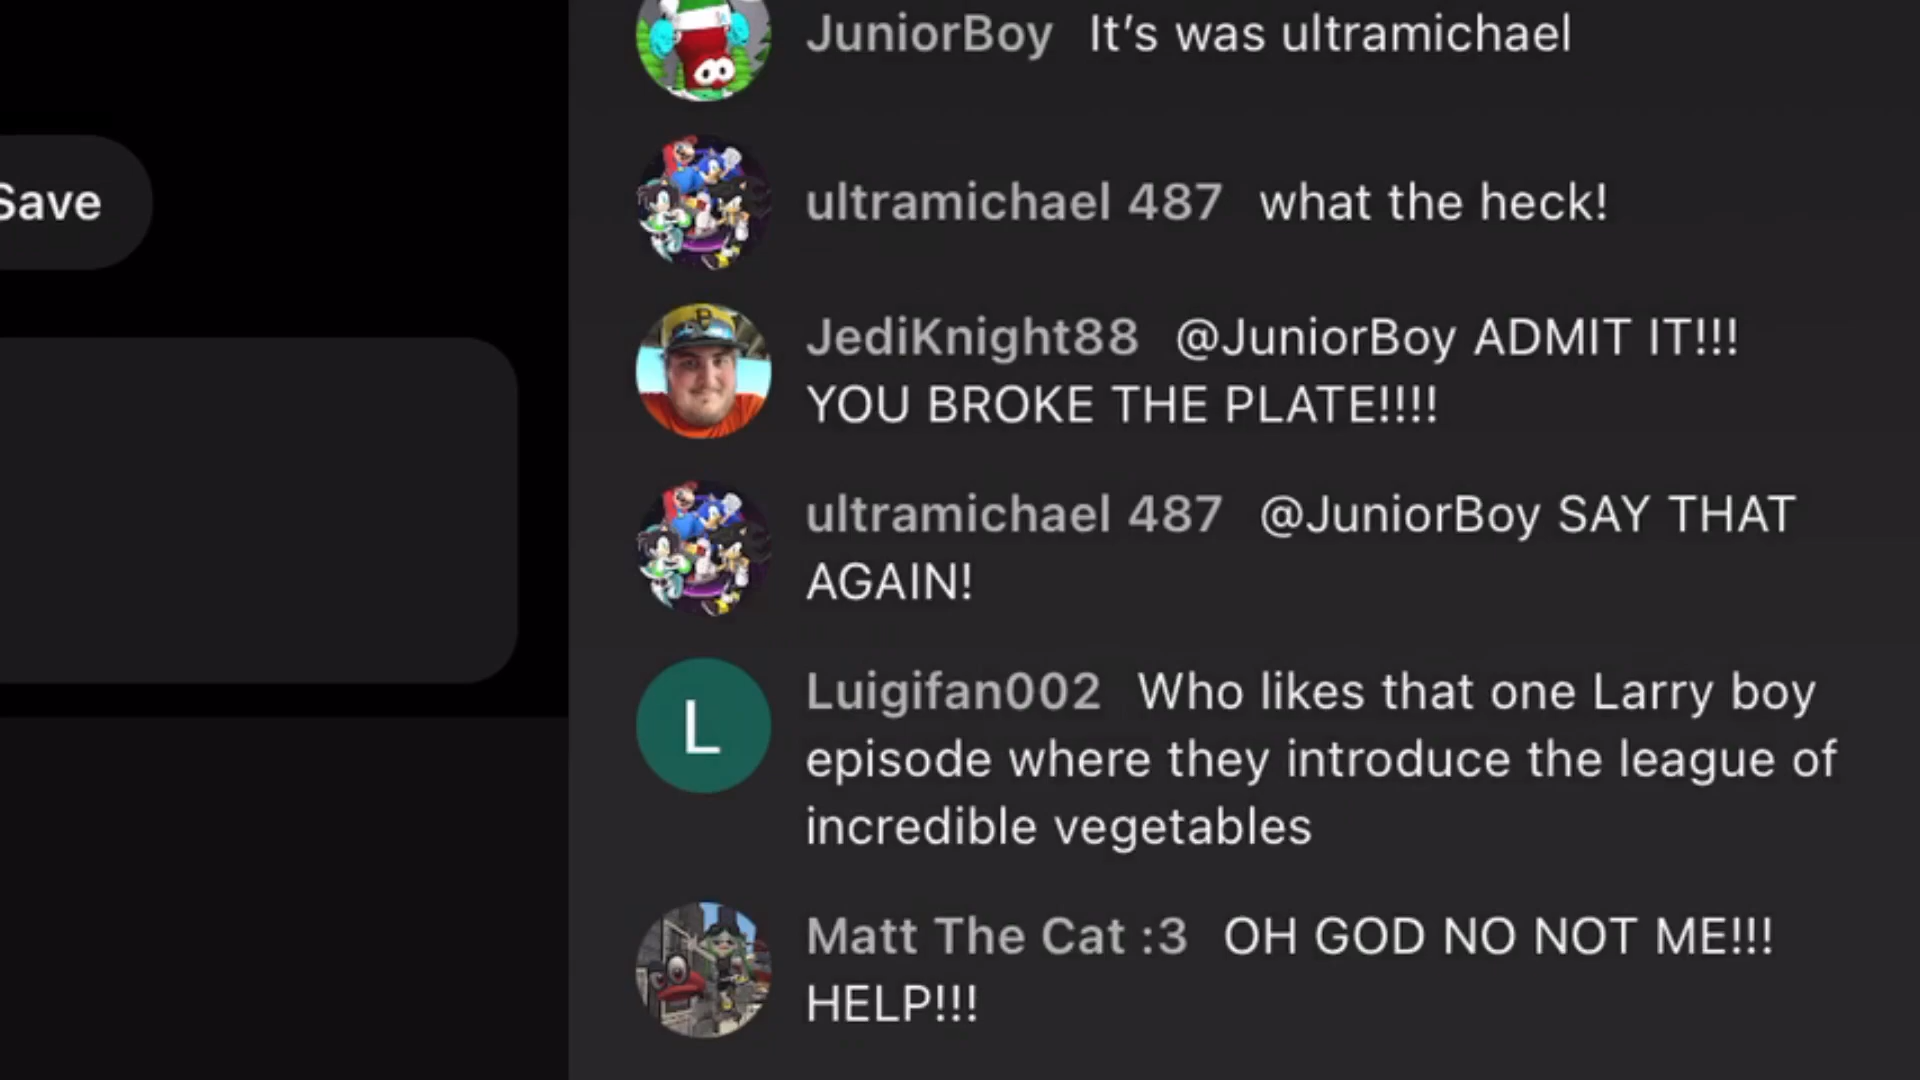 JuniorBoy It's was ultramichael
Save
ultramichael 487 what the heck!
JediKnight88 @JuniorBoy ADMIT IT!!!
YOU BROKE THE PLATE!!!!
ultramichael 487 @JuniorBoy SAY THAT
AGAIN!
L
Luigifan002 Who likes that one Larry boy
episode where they introduce the league of
incredible vegetables
Matt The Cat :3 OH GOD NO NOT ME!!!
HELP!!!